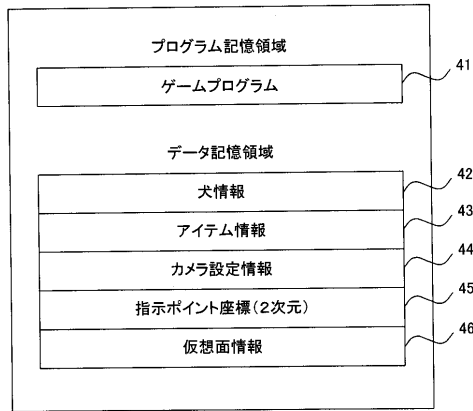 プログラム記憶領域
ゲームプログラム
41
データ記憶領域
犬情報
42
アイテム情報
43
カメラ設定情報
44
指示ポイント座標(2次元)
45
仮想面情報
46